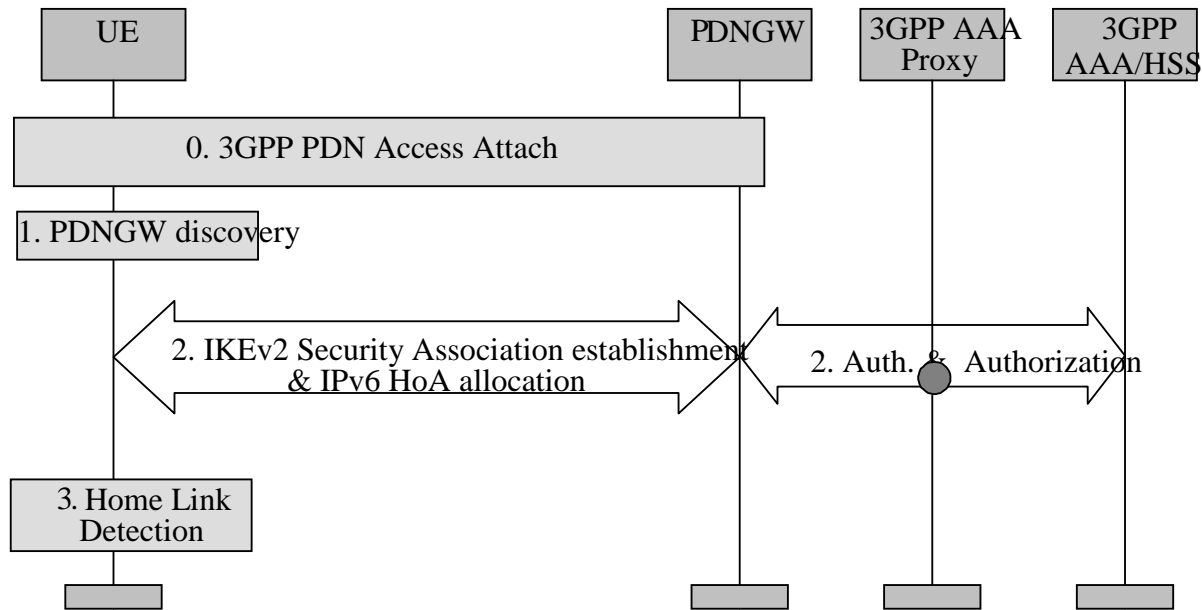 UE
PDNGW
3GPP AAA
Proxy
3GPP
AAA/HSS
0. 3GPP PDN Access Attach
1. PDNGW discovery
2. IKEv2 Security Association establishment
& IPv6 HoA allocation
2. Auth. & Authorization
3. Home Link
Detection